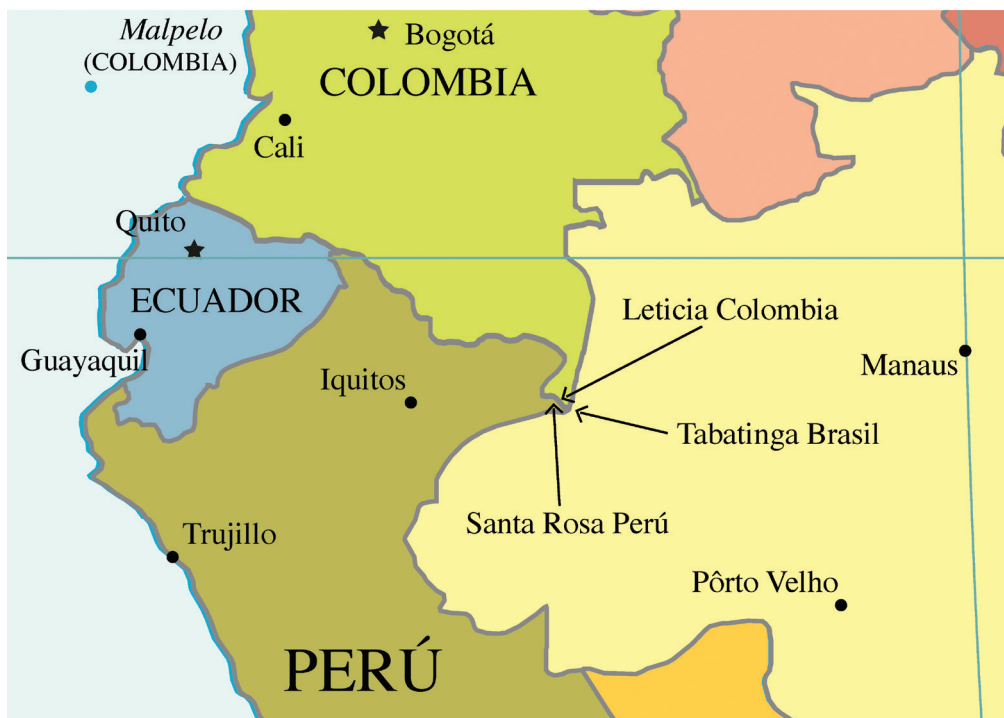 Malpelo
(COLOMBIA)
Bogotá
COLOMBIA
Cali
Quito
ECUADOR
Leticia Colombia
Guayaquil
Manaus
Iquitos
Tabatinga Brasil
Santa Rosa Perú
Trujillo
Pôrto Velho
PERÚ